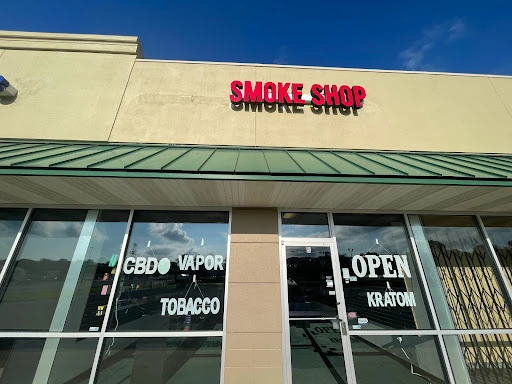 SMOKE SHOP
CBD VAPOR
TOBACCO
OPEN
KRATOM